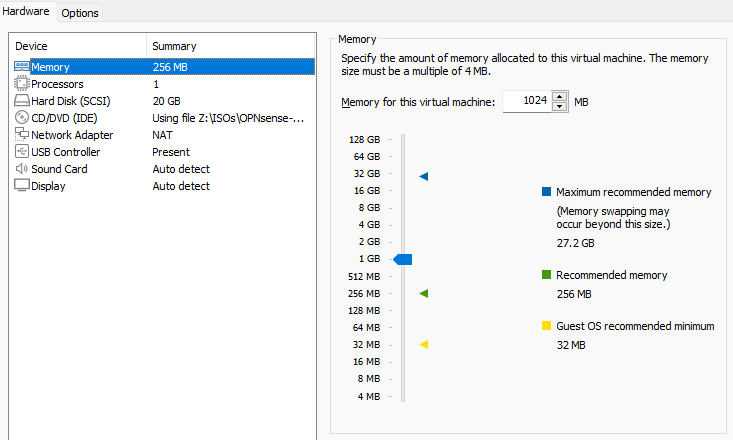 Hardware Options
Device Summary
Memory 256 MB
Processors 1
Hard Disk (SCSI) 20 GB
CD/DVD (IDE) Using file Z:\ISOs\OPNsense-...
Network Adapter NAT
USB Controller Present
Sound Card Auto detect
Display Auto detect
Memory
Specify the amount of memory allocated to this virtual machine. The memory
size must be a multiple of 4 MB.
Memory for this virtual machine: 1024 MB
128 GB
64 GB
32 GB
16 GB
8 GB
4 GB
2 GB
1 GB
512 MB
256 MB
128 MB
64 MB
32 MB
16 MB
8 MB
4 MB
Maximum recommended memory
(Memory swapping may
occur beyond this size.)
27.2 GB
Recommended memory
256 MB
Guest OS recommended minimum
32 MB